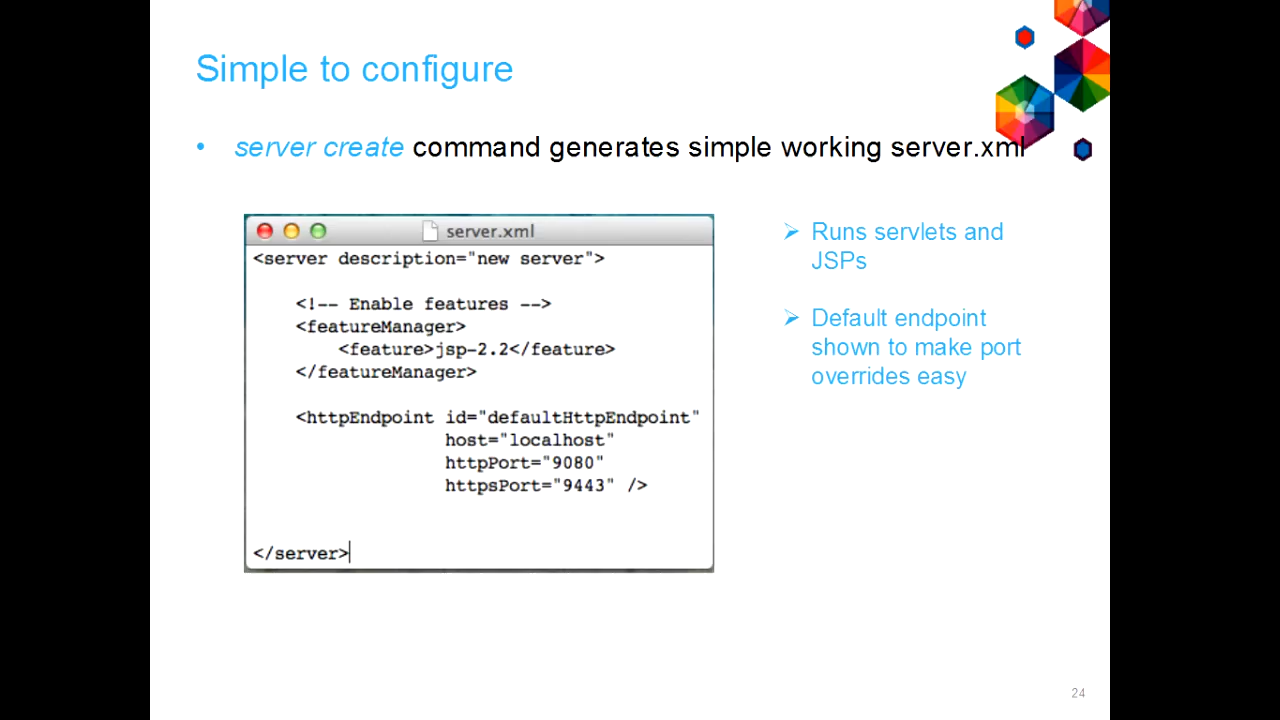 Simple to configure
• server create command generates simple working server.xml
server.xml
<server description="new server">
<!-- Enable features -->
<featureManager>
<feature>jsp-2.2</feature>
</featureManager>
<httpEndpoint id="defaultHttpEndpoint"
host="localhost"
httpPort="9080"
httpsPort="9443" />
</server>
➢ Runs servlets and
JSPs
➢ Default endpoint
shown to make port
overrides easy
24